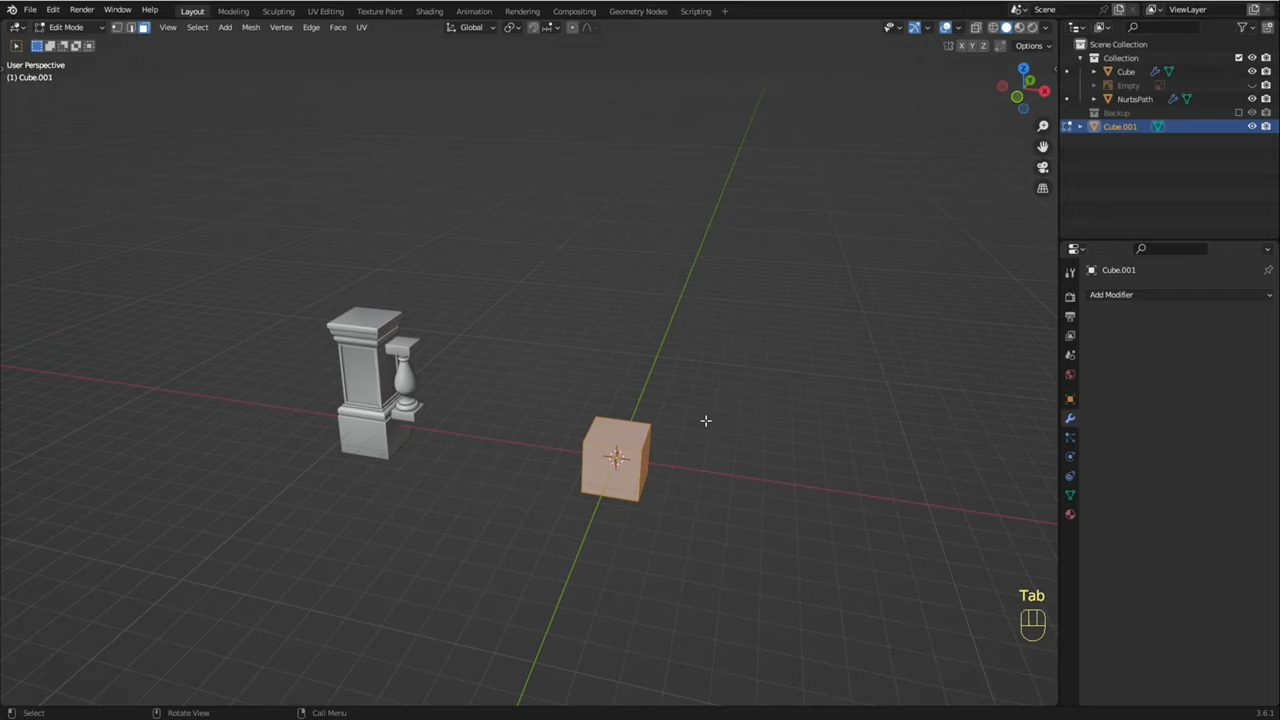 File Edit Render Window Help Layout Modeling Sculpting UV Editing Texture Paint Shading Animation Rendering Compositing Geometry Nodes Scripting + Scene ViewLayer
Edit Mode View Select Add Mesh Vertex Edge Face UV Global
X Y Z Options
User Perspective
(1) Cube.001
Z
Y
X
Scene Collection
Collection
Cube
Empty
NurbsPath
Backup
Cube.001
Cube.001
Add Modifier
Tab
Select Rotate View Call Menu 3.6.1